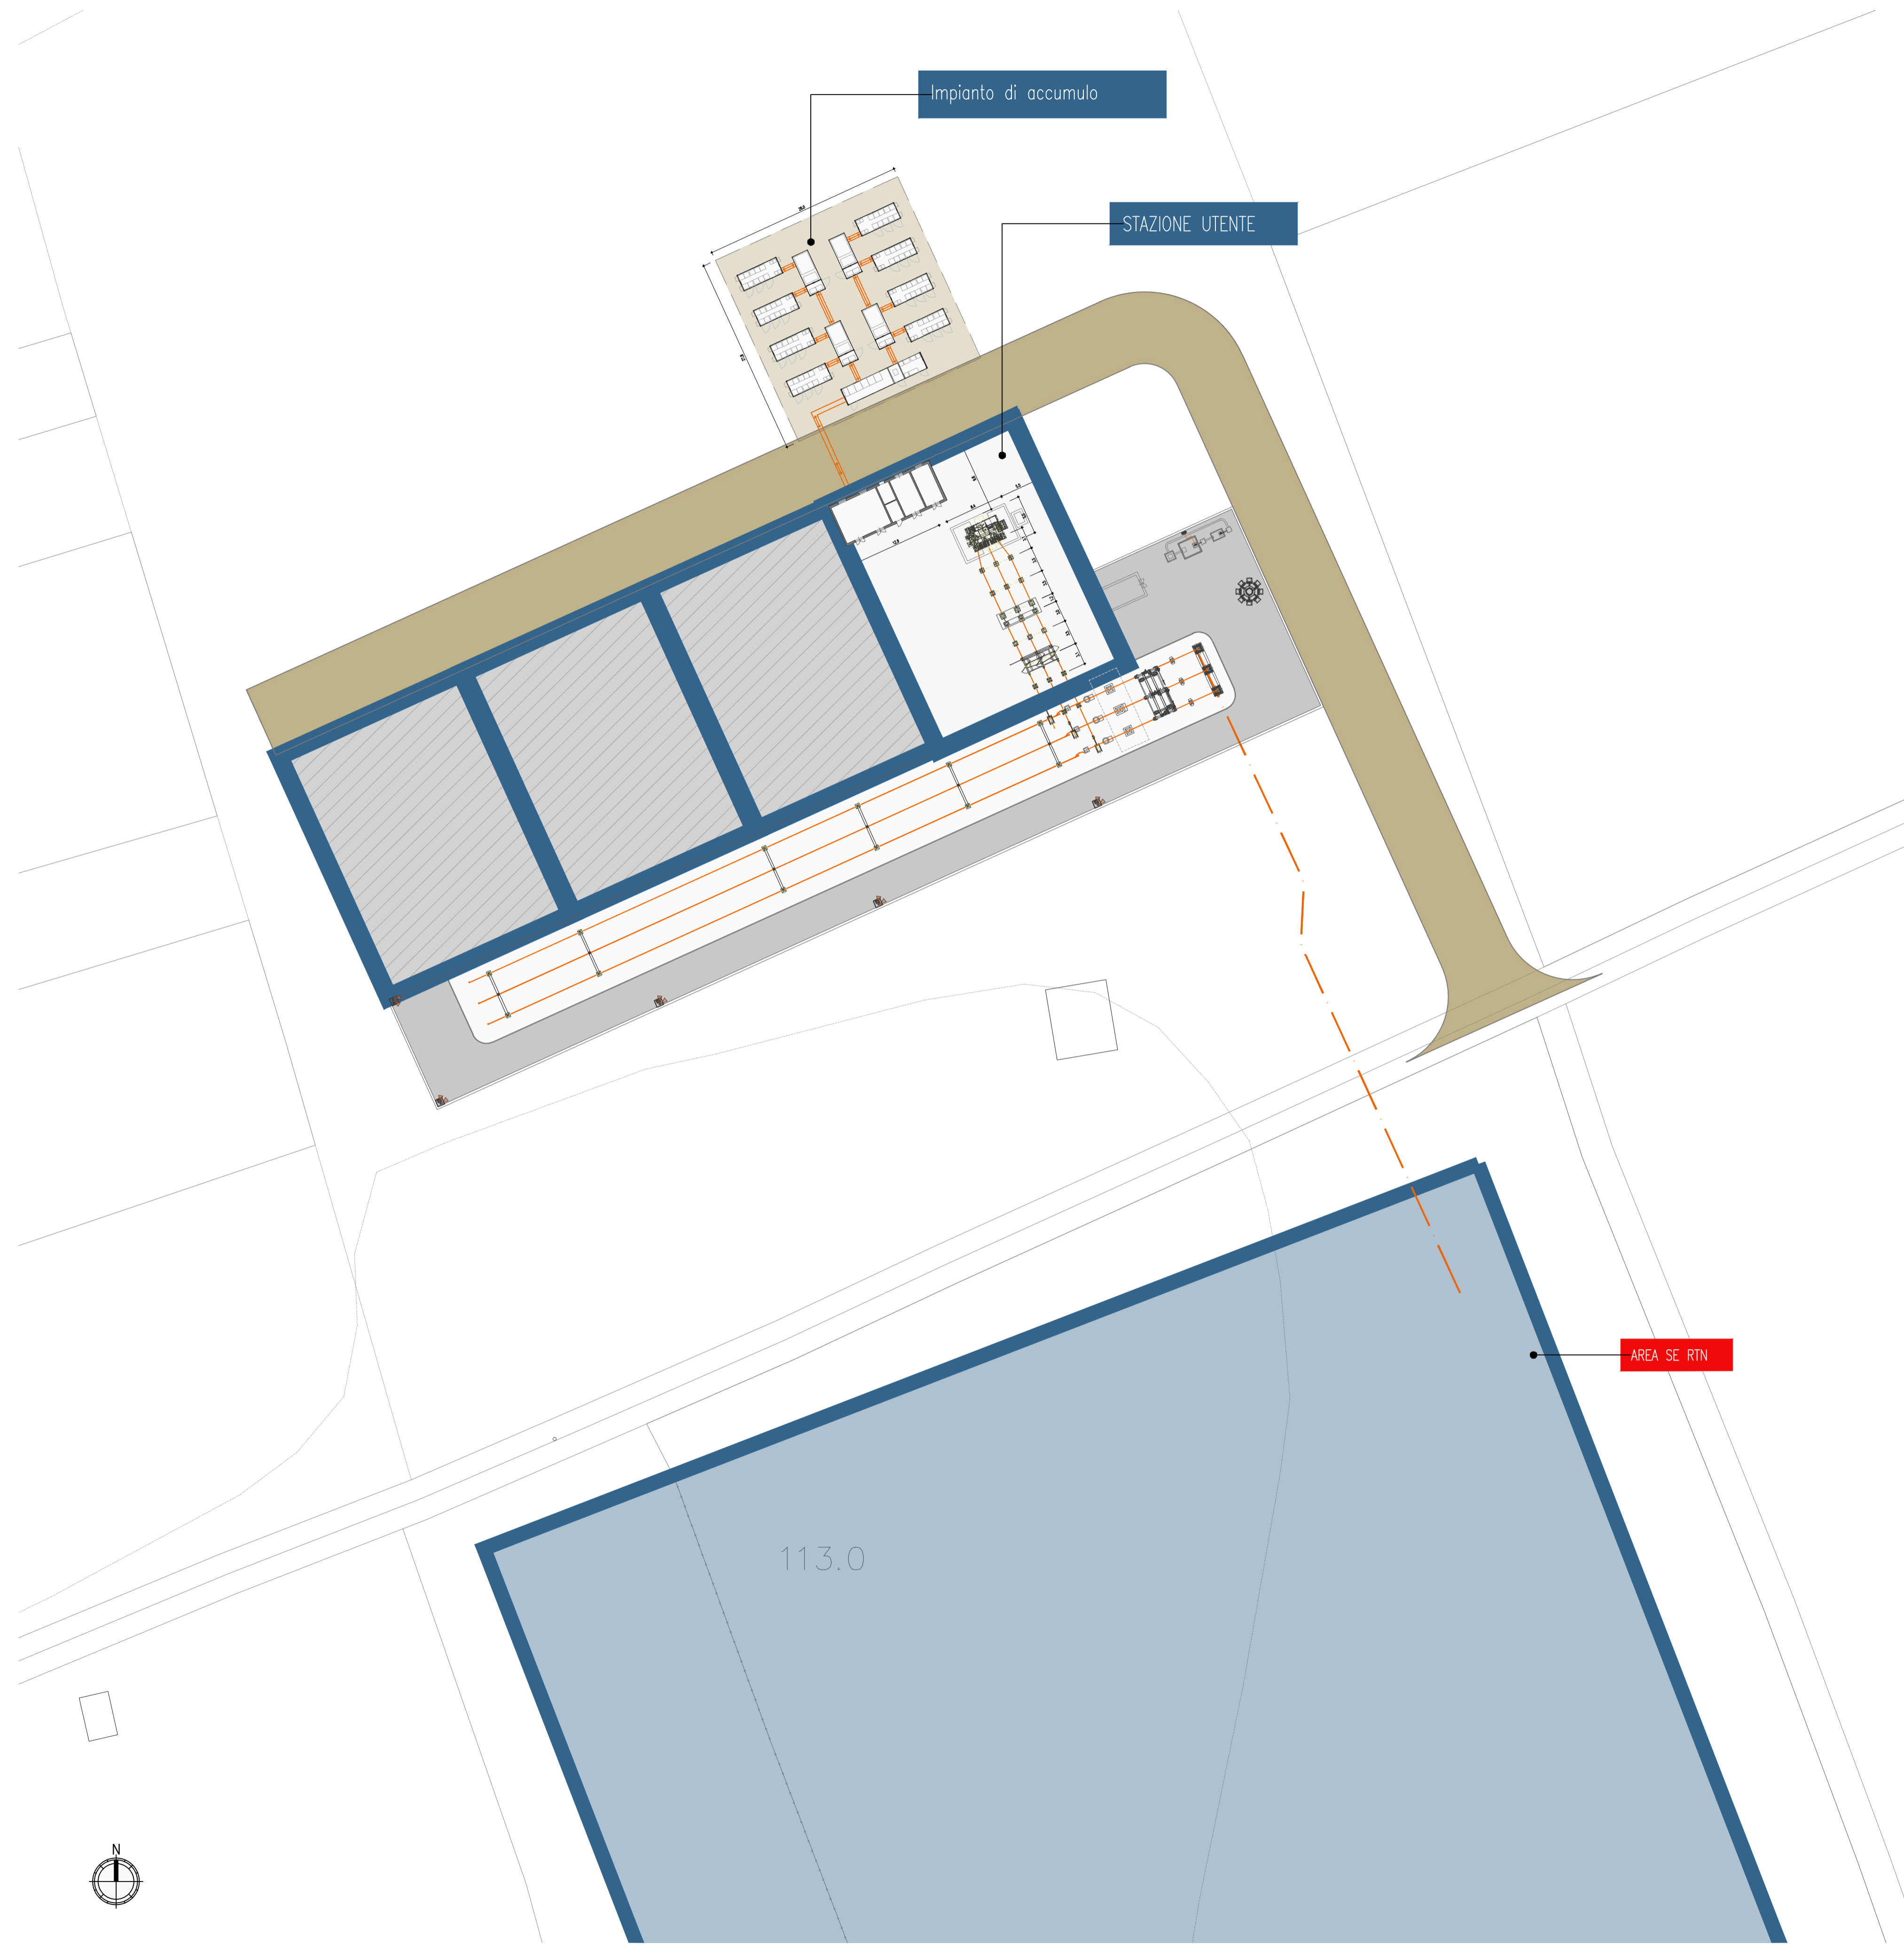 Impianto di accumulo
STAZIONE UTENTE
AREA SE RTN
113.0
N